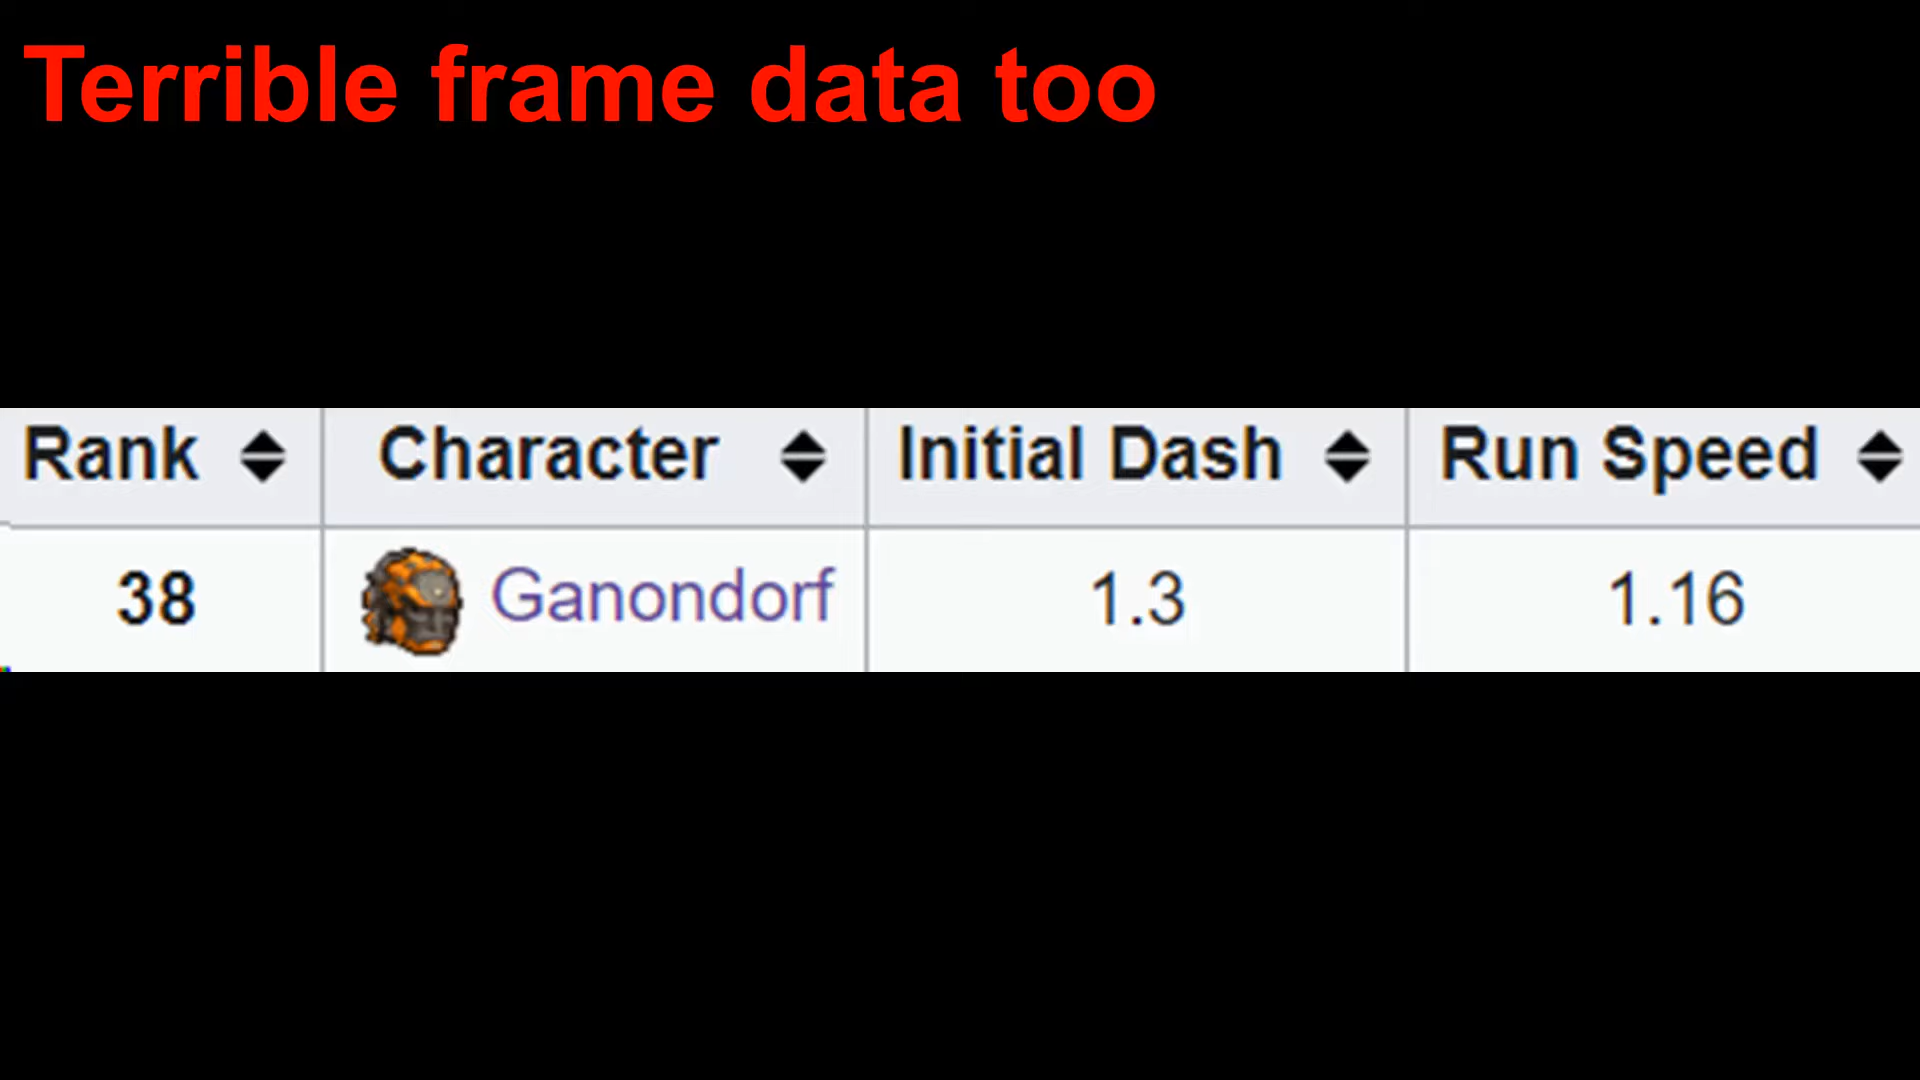 Terrible frame data too
Rank Character Initial Dash Run Speed
38 Ganondorf 1.3 1.16